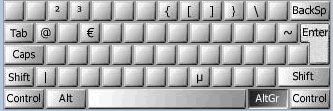 ² ³ { [ ] } \ BackSp
Tab @ € ~ Enter
Caps
Shift | µ Shift
Control Alt AltGr Control